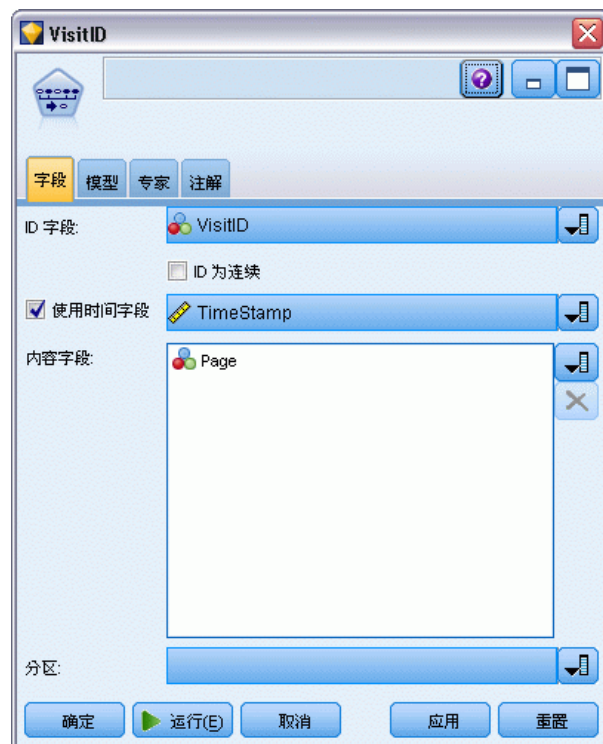 VisitID
字段 模型 专家 注解
ID 字段: VisitID
ID 为连续
使用时间字段 TimeStamp
内容字段: Page
分区:
确定 运行(E) 取消 应用 重置